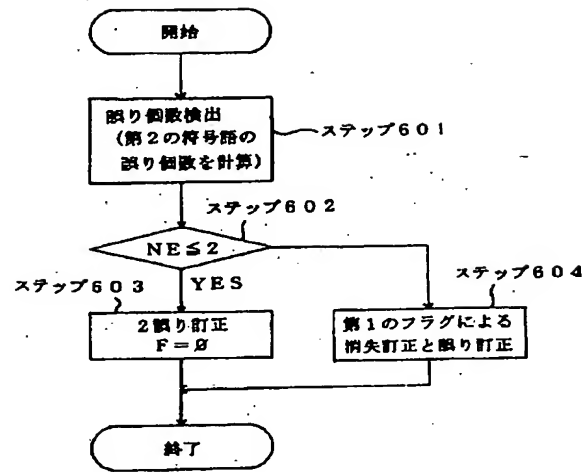 開始
誤り個数検出
(第2の符号語の
誤り個数を計算)
ステップ601
ステップ602
NE≦2
YES
ステップ603
ステップ604
2誤り訂正
F=0
第1のフラグによる
消失訂正と誤り訂正
終了